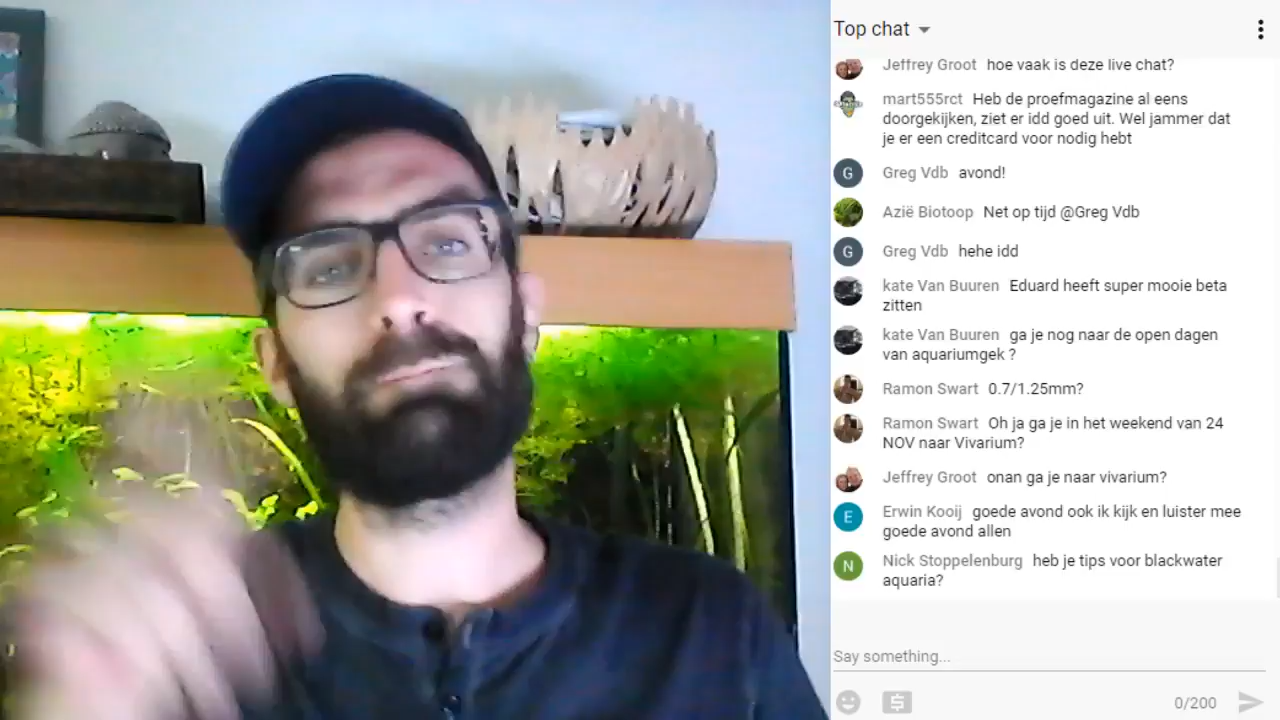 Top chat
Jeffrey Groot hoe vaak is deze live chat?
mart555rct Heb de proefmagazine al eens
doorgekijken, ziet er idd goed uit. Wel jammer dat
je er een creditcard voor nodig hebt
G Greg Vdb avond!
Azië Biotoop Net op tijd @Greg Vdb
G Greg Vdb hehe idd
kate Van Buuren Eduard heeft super mooie beta
zitten
kate Van Buuren ga je nog naar de open dagen
van aquariumgek ?
Ramon Swart 0.7/1.25mm?
Ramon Swart Oh ja ga je in het weekend van 24
NOV naar Vivarium?
Jeffrey Groot onan ga je naar vivarium?
E Erwin Kooij goede avond ook ik kijk en luister mee
goede avond allen
N Nick Stoppelenburg heb je tips voor blackwater
aquaria?
Say something...
0/200